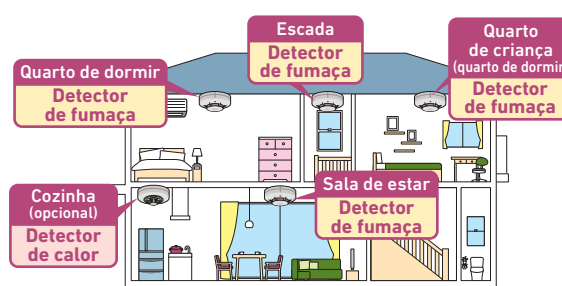 Escada
Detector
de fumaça
Quarto
de criança
(quarto de dormir)
Detector
de fumaça
Quarto de dormir
Detector
de fumaça
Cozinha
(opcional)
Detector
de calor
Sala de estar
Detector
de fumaça